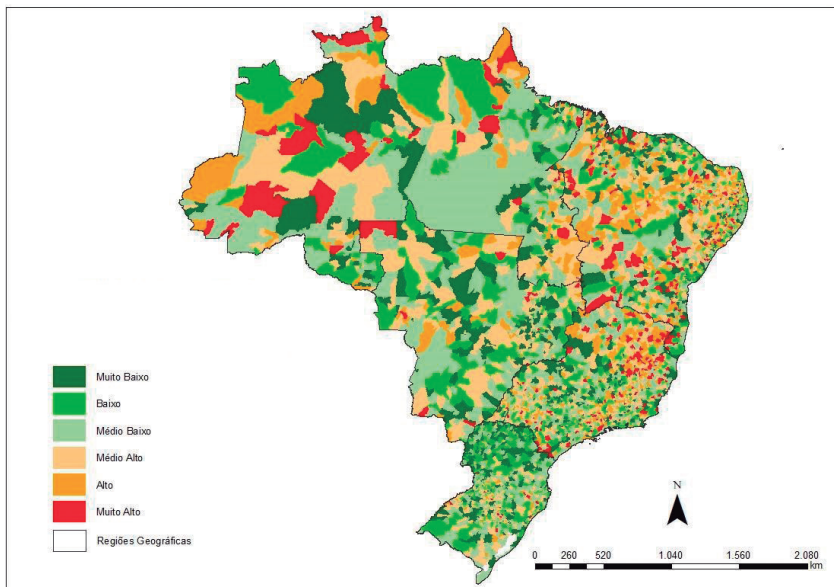 Muito Baixo
Baixo
Médio Baixo
Médio Alto
Alto
Muito Alto
Regiões Geográficas
N
0 260 520 1.040 1.560 2.080
km